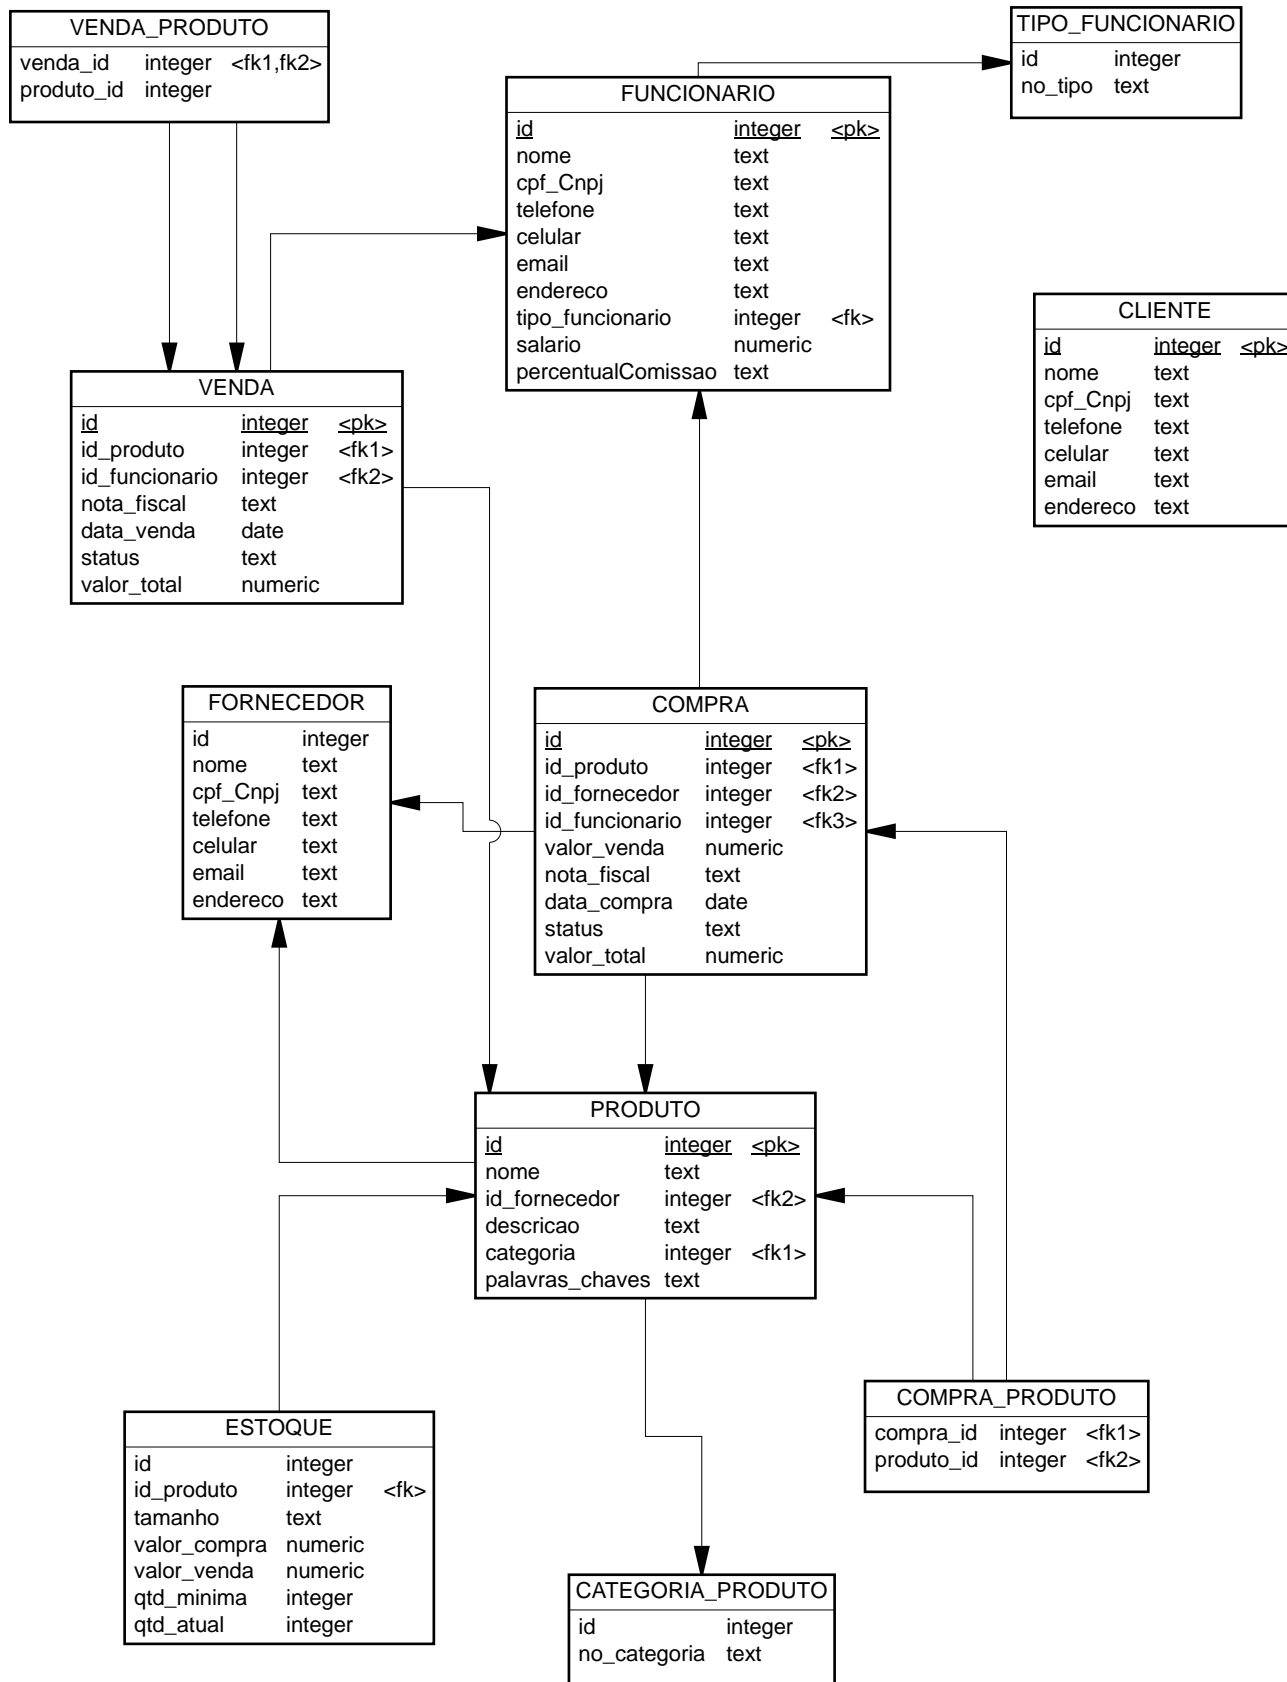 VENDA_PRODUTO
venda_id integer <fk1,fk2>
produto_id integer
TIPO_FUNCIONARIO
id integer
no_tipo text
FUNCIONARIO
id integer <pk>
nome text
cpf_Cnpj text
telefone text
celular text
email text
endereco text
tipo_funcionario integer <fk>
salario numeric
percentualComissao text
CLIENTE
id integer <pk>
nome text
cpf_Cnpj text
telefone text
celular text
email text
endereco text
VENDA
id integer <pk>
id_produto integer <fk1>
id_funcionario integer <fk2>
nota_fiscal text
data_venda date
status text
valor_total numeric
FORNECEDOR
id integer
nome text
cpf_Cnpj text
telefone text
celular text
email text
endereco text
COMPRA
id integer <pk>
id_produto integer <fk1>
id_fornecedor integer <fk2>
id_funcionario integer <fk3>
valor_venda numeric
nota_fiscal text
data_compra date
status text
valor_total numeric
PRODUTO
id integer <pk>
nome text
id_fornecedor integer <fk2>
descricao text
categoria integer <fk1>
palavras_chaves text
COMPRA_PRODUTO
compra_id integer <fk1>
produto_id integer <fk2>
ESTOQUE
id integer
id_produto integer <fk>
tamanho text
valor_compra numeric
valor_venda numeric
qtd_minima integer
qtd_atual integer
CATEGORIA_PRODUTO
id integer
no_categoria text